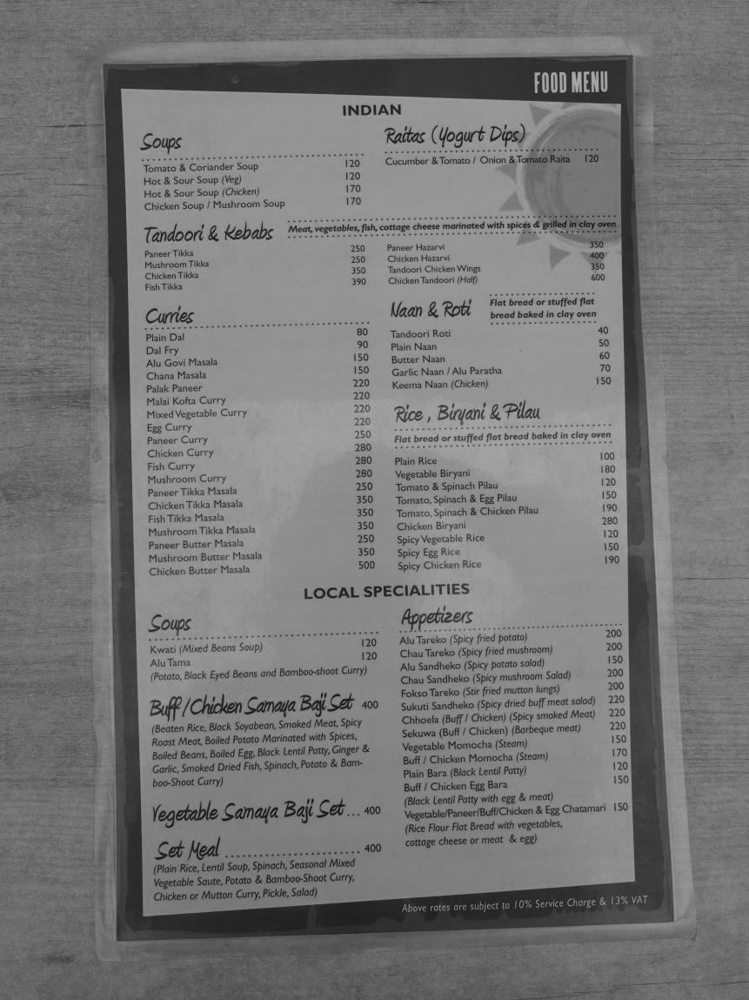 FOOD MENU
INDIAN
Soups
Tomato & Coriander Soup 120
Hot & Sour Soup (Veg) 120
Hot & Sour Soup (Chicken) 170
Chicken Soup / Mushroom Soup 170
Raitas (Yogurt Dips)
Cucumber & Tomato / Onion & Tomato Raita 120
Tandoori & Kebabs
Meat, vegetables, fish, cottage cheese marinated with spices & grilled in clay oven
Paneer Tikka 250
Mushroom Tikka 250
Chicken Tikka 350
Fish Tikka 390
Paneer Hazarvi 350
Chicken Hazarvi 400
Tandoori Chicken Wings 350
Chicken Tandoori (Half) 600
Curries
Plain Dal 80
Dal Fry 90
Alu Govi Masala 150
Chana Masala 150
Palak Paneer 220
Malai Kofta Curry 220
Mixed Vegetable Curry 220
Egg Curry 220
Paneer Curry 250
Chicken Curry 280
Fish Curry 280
Mushroom Curry 280
Paneer Tikka Masala 250
Chicken Tikka Masala 350
Fish Tikka Masala 350
Mushroom Tikka Masala 350
Paneer Butter Masala 250
Mushroom Butter Masala 350
Chicken Butter Masala 500
Naan & Roti
Flat bread or stuffed flat
bread baked in clay oven
Tandoori Roti 40
Plain Naan 50
Butter Naan 60
Garlic Naan / Alu Paratha 70
Keema Naan (Chicken) 150
Rice, Biryani & Pilau
Flat bread or stuffed flat bread baked in clay oven
Plain Rice 100
Vegetable Biryani 180
Tomato & Spinach Pilau 120
Tomato, Spinach & Egg Pilau 150
Tomato, Spinach & Chicken Pilau 190
Chicken Biryani 280
Spicy Vegetable Rice 120
Spicy Egg Rice 150
Spicy Chicken Rice 190
LOCAL SPECIALITIES
Soups
Kwati (Mixed Beans Soup) 120
Alu Tama 120
(Potato, Black Eyed Beans and Bamboo-shoot Curry)
Buff/Chicken Samaya Baji Set 400
(Beaten Rice, Black Soyabean, Smoked Meat, Spicy
Roast Meat, Boiled Potato Marinated with Spices,
Boiled Beans, Boiled Egg, Black Lentil Patty, Ginger &
Garlic, Smoked Dried Fish, Spinach, Potato & Bam-
boo-Shoot Curry)
Vegetable Samaya Baji Set... 400
Set Meal ........................ 400
(Plain Rice, Lentil Soup, Spinach, Seasonal Mixed
Vegetable Saute, Potato & Bamboo-Shoot Curry,
Chicken or Mutton Curry, Pickle, Salad)
Appetizers
Alu Tareko (Spicy fried potato) 200
Chau Tareko (Spicy fried mushroom) 200
Alu Sandheko (Spicy potato salad) 150
Chau Sandheko (Spicy mushroom Salad) 200
Fokso Tareko (Stir fried mutton lungs) 200
Sukuti Sandheko (Spicy dried buff meat salad) 220
Chhoela (Buff / Chicken) (Spicy smoked Meat) 220
Sekuwa (Buff / Chicken) (Barbeque meat) 220
Vegetable Momocha (Steam) 150
Buff / Chicken Momocha (Steam) 170
Plain Bara (Black Lentil Patty) 120
Buff / Chicken Egg Bara 150
(Black Lentil Patty with egg & meat)
Vegetable/Paneer/Buff/Chicken & Egg Chatamari 150
(Rice Flour Flat Bread with vegetables,
cottage cheese or meat & egg)
Above rates are subject to 10% Service Charge & 13% VAT